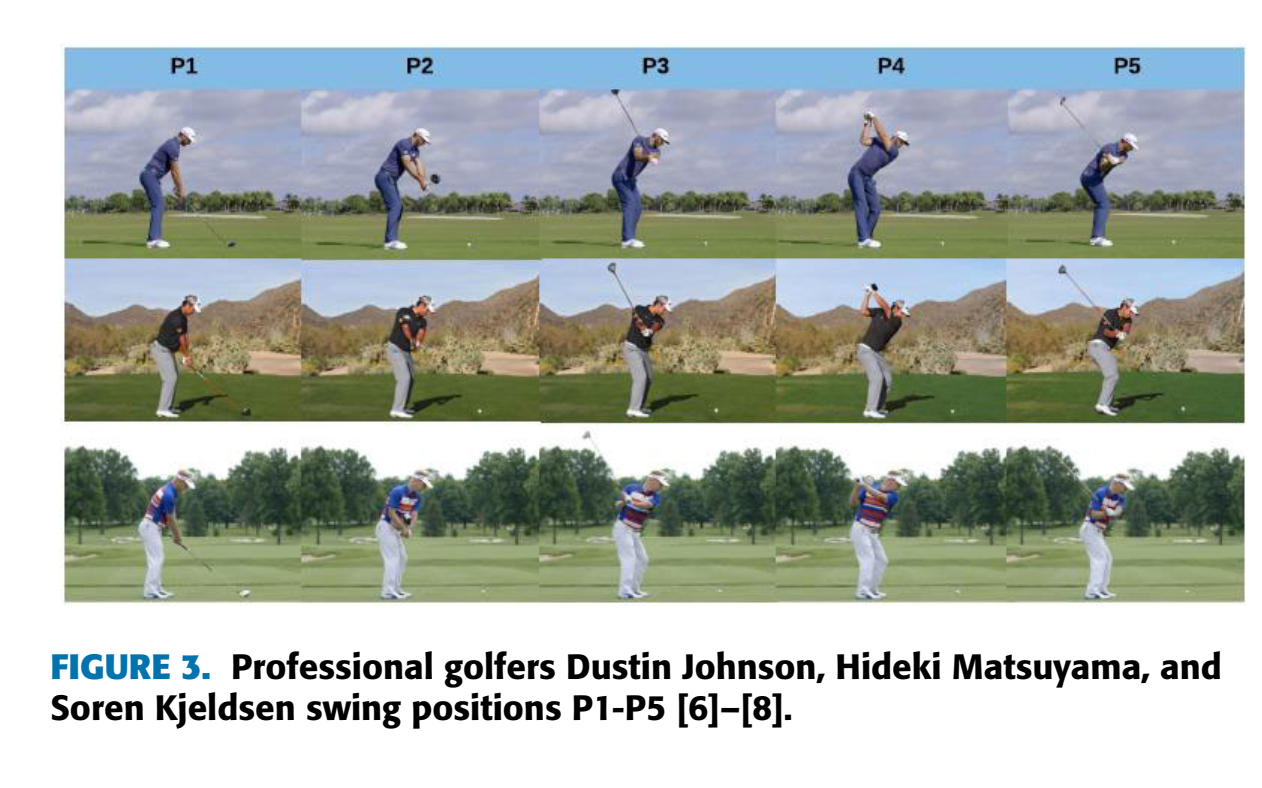 P1 P2 P3 P4 P5
FIGURE 3. Professional golfers Dustin Johnson, Hideki Matsuyama, and
Soren Kjeldsen swing positions P1-P5 [6]–[8].